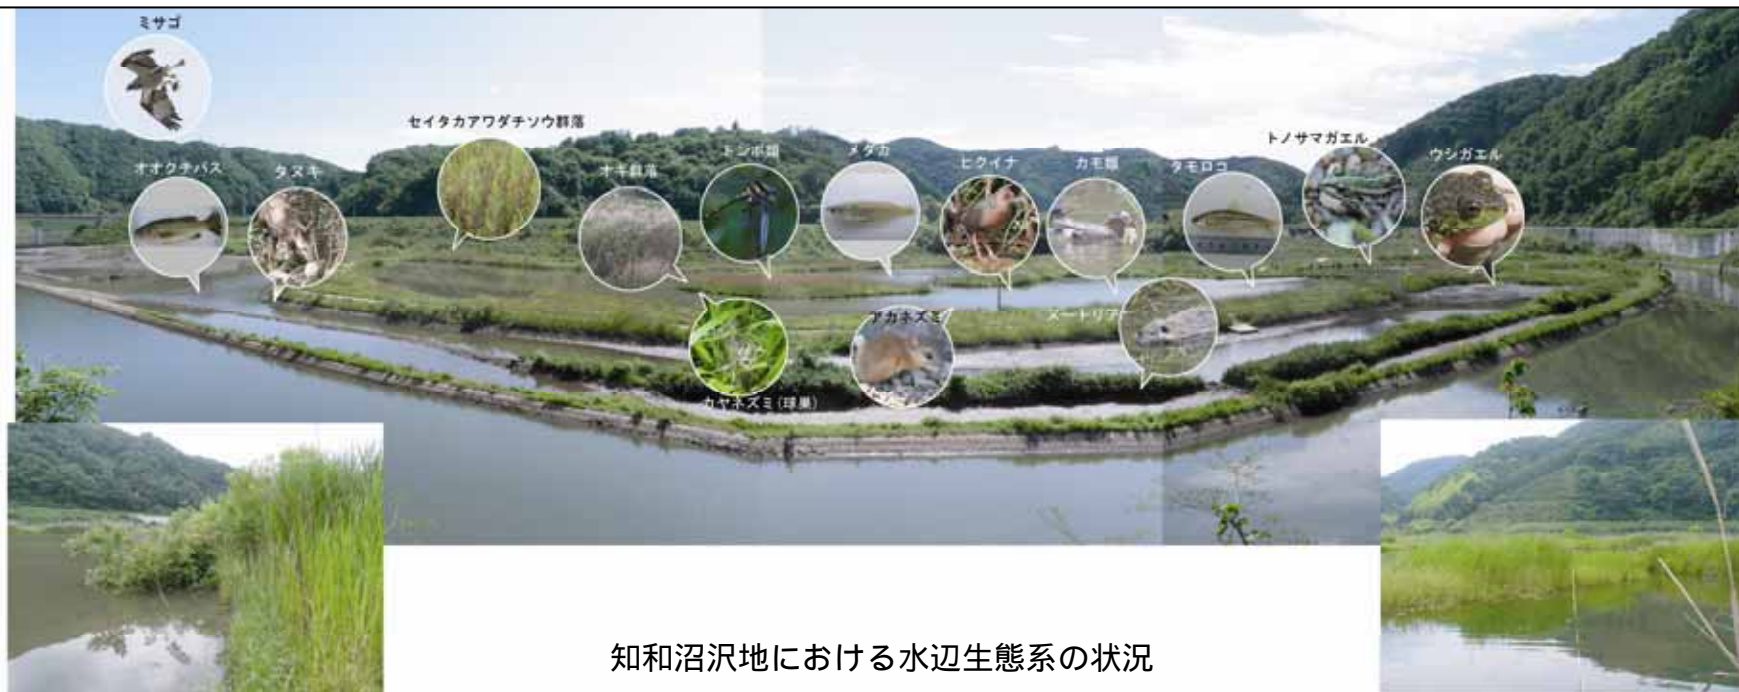 ミサゴ
セイタカアワダチソウ群落
オオクチバス
タヌキ
オギ群落
トンボ類
メダカ
ヒクイナ
カモ類
タモロコ
トノサマガエル
ウシガエル
カヤネズミ(球巣)
アカネズミ
ヌートリア
知和沼沢地における水辺生態系の状況